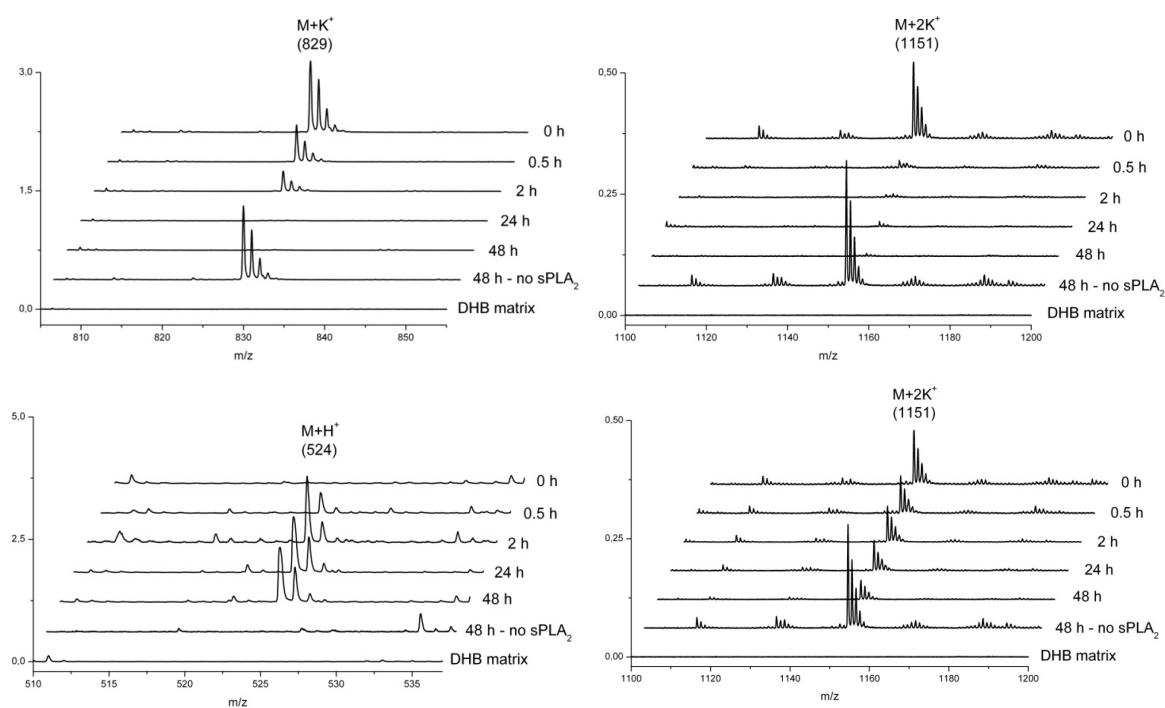 M+K⁺
(829)
3,0
1,5
0,0
0 h
0.5 h
2 h
24 h
48 h
48 h - no sPLA₂
DHB matrix
810 820 830 840 850
m/z
M+2K⁺
(1151)
0,50
0,25
0,00
0 h
0.5 h
2 h
24 h
48 h
48 h - no sPLA₂
DHB matrix
1100 1120 1140 1160 1180 1200
m/z
M+H⁺
(524)
5,0
2,5
0,0
0 h
0.5 h
2 h
24 h
48 h
48 h - no sPLA₂
DHB matrix
510 515 520 525 530 535
m/z
M+2K⁺
(1151)
0,50
0,25
0,00
0 h
0.5 h
2 h
24 h
48 h
48 h - no sPLA₂
DHB matrix
1100 1120 1140 1160 1180 1200
m/z